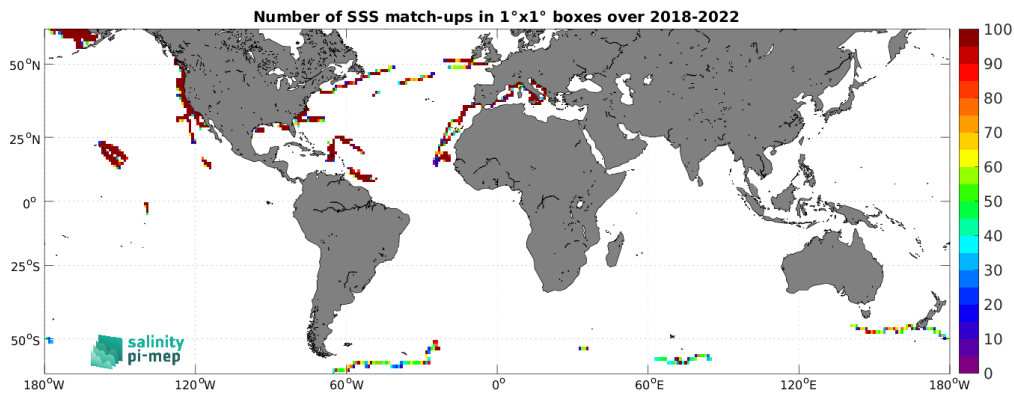 Number of SSS match-ups in 1°x1° boxes over 2018-2022
50°N
25°N
0°
25°S
50°S
180°W
120°W
60°W
0°
60°E
120°E
180°W
100
90
80
70
60
50
40
30
20
10
0
salinity
pi-mep